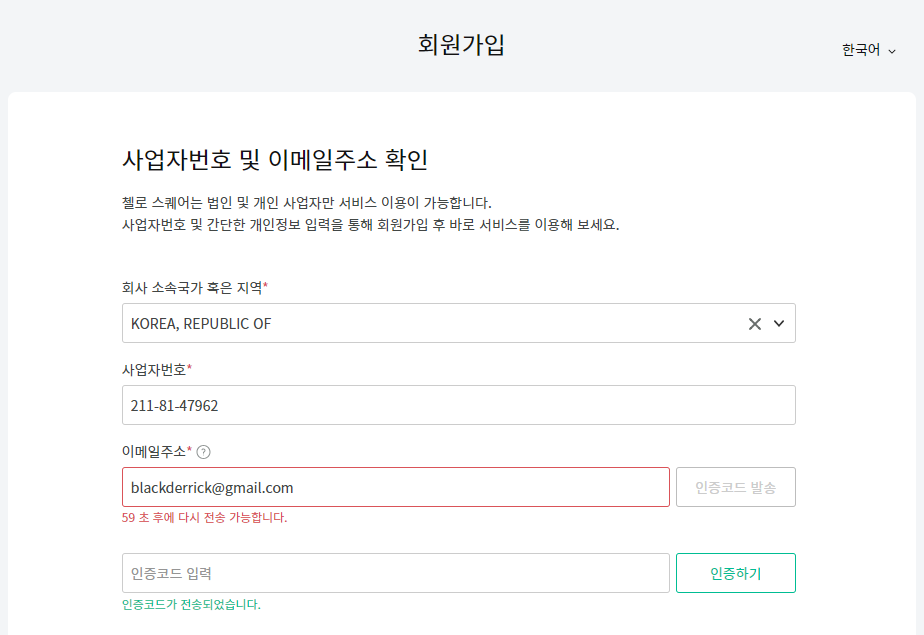 회원가입
한국어
사업자번호 및 이메일주소 확인
첼로 스퀘어는 법인 및 개인 사업자만 서비스 이용이 가능합니다.
사업자번호 및 간단한 개인정보 입력을 통해 회원가입 후 바로 서비스를 이용해 보세요.
회사 소속국가 혹은 지역*
KOREA, REPUBLIC OF
사업자번호*
211-81-47962
이메일주소* ?
blackderrick@gmail.com
인증코드 발송
59 초 후에 다시 전송 가능합니다.
인증코드 입력
인증하기
인증코드가 전송되었습니다.